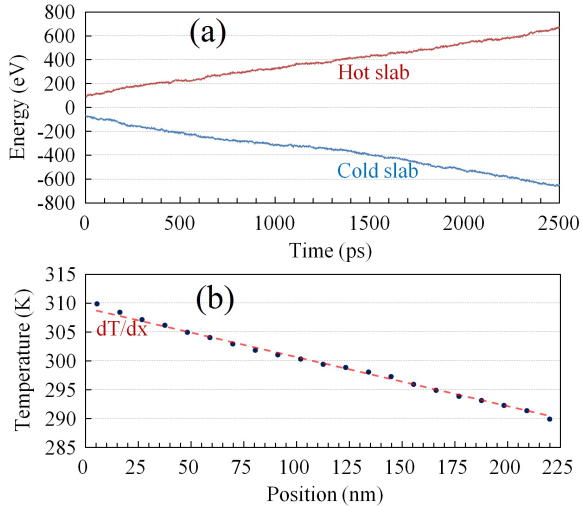 (a)
800
600
400
200
0
-200
-400
-600
-800
Energy (eV)
Hot slab
Cold slab
0 500 1000 1500 2000 2500
Time (ps)
(b)
315
310
305
300
295
290
285
Temperature (K)
dT/dx
0 25 50 75 100 125 150 175 200 225
Position (nm)